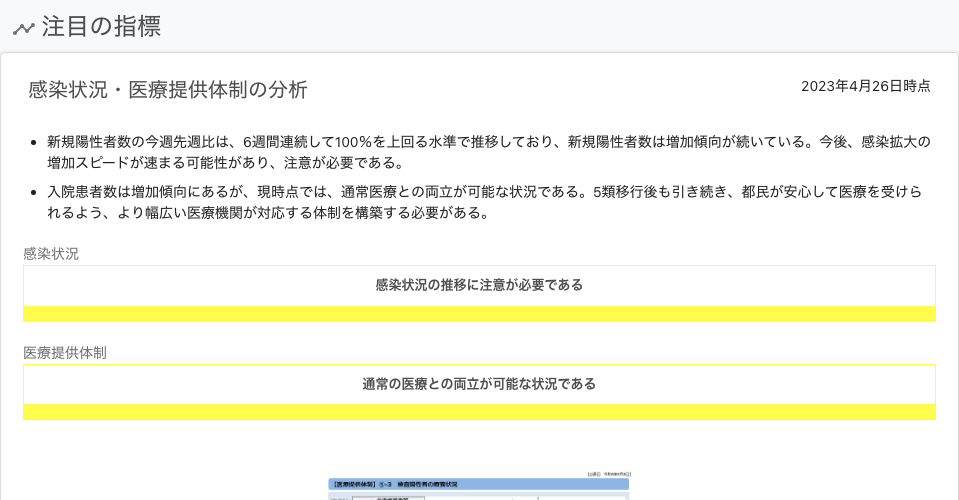 注目の指標
感染状況・医療提供体制の分析
2023年4月26日時点
新規陽性者数の今週先週比は、6週間連続して100％を上回る水準で推移しており、新規陽性者数は増加傾向が続いている。今後、感染拡大の
増加スピードが速まる可能性があり、注意が必要である。
入院患者数は増加傾向にあるが、現時点では、通常医療との両立が可能な状況である。5類移行後も引き続き、都民が安心して医療を受けら
れるよう、より幅広い医療機関が対応する体制を構築する必要がある。
感染状況
感染状況の推移に注意が必要である
医療提供体制
通常の医療との両立が可能な状況である
【医療提供体制】⑥-3 検査陽性者の療養状況